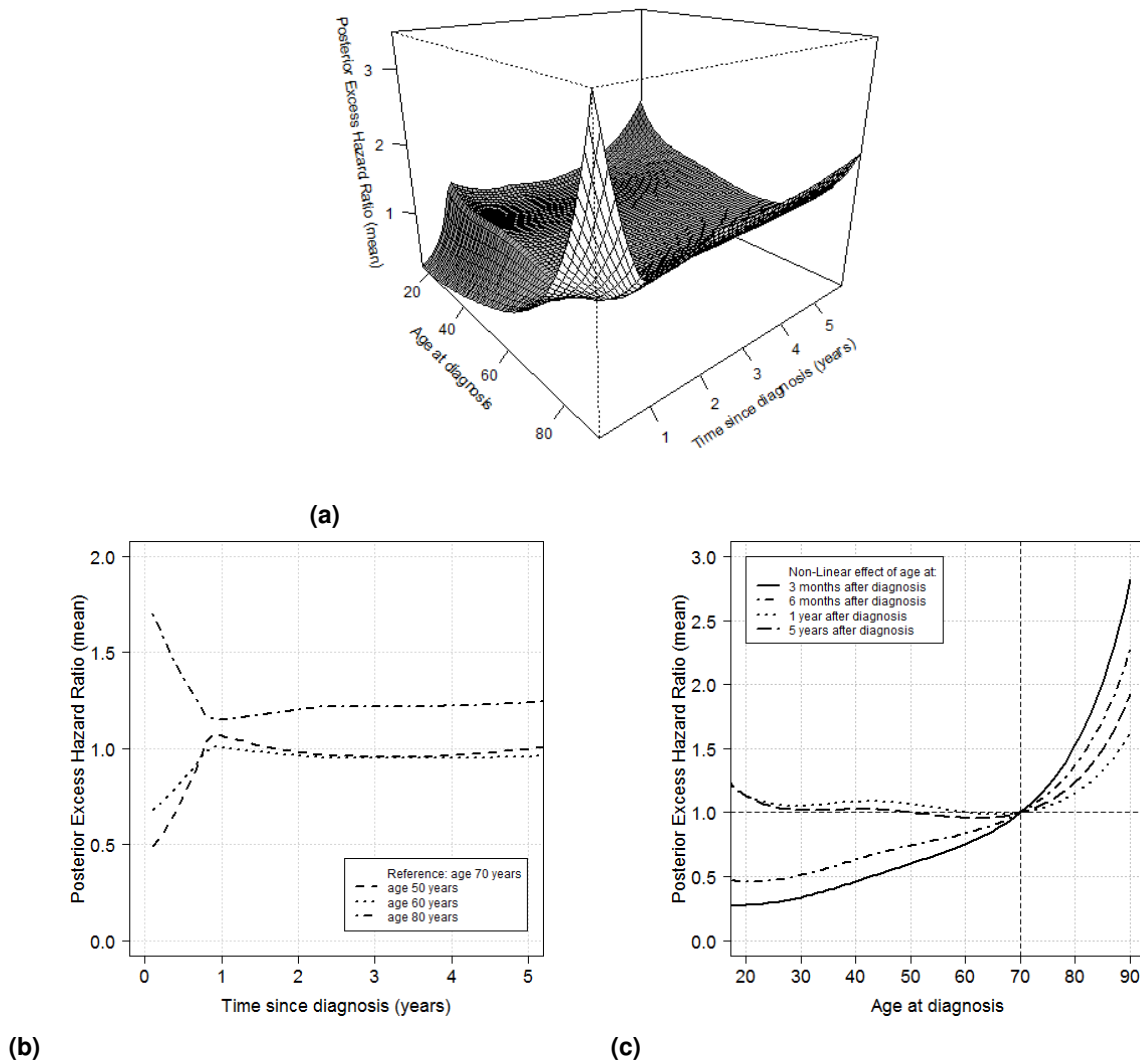 Posterior Excess Hazard Ratio (mean)
3
2
1
20
40
60
80
Age at diagnosis
1
2
3
4
5
Time since diagnosis (years)
(a)
Posterior Excess Hazard Ratio (mean)
2.0
1.5
1.0
0.5
0.0
Reference: age 70 years
age 50 years
age 60 years
age 80 years
0 1 2 3 4 5
Time since diagnosis (years)
(b)
Posterior Excess Hazard Ratio (mean)
3.0
2.5
2.0
1.5
1.0
0.5
0.0
Non-Linear effect of age at:
3 months after diagnosis
6 months after diagnosis
1 year after diagnosis
5 years after diagnosis
20 30 40 50 60 70 80 90
Age at diagnosis
(c)